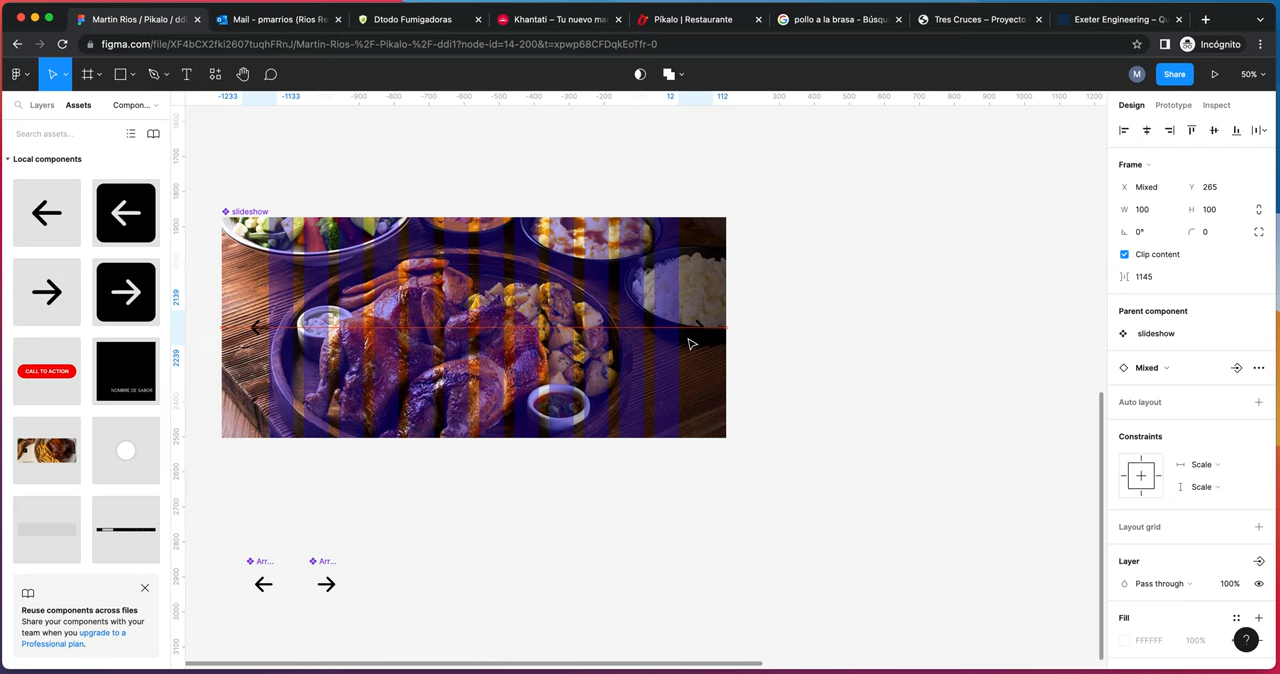 Martin Rios / Pikalo / ddi
Mail - pmarrios (Rios Re
Dtodo Fumigadoras
Khantati – Tu nuevo ma
Píkalo | Restaurante
pollo a la brasa - Búsqu
Tres Cruces – Proyecto
Exeter Engineering – Qu
figma.com/file/XF4bCX2fki2607tuqhFRnJ/Martin-Rios-%2F-Pikalo-%2F-ddi1?node-id=14-200&t=xpwp68CFDqkEoTfr-0
Incógnito
M
Share
50%
Layers
Assets
Compon...
-1233
-1133
-900
-800
-700
-600
-500
-400
-300
-200
12
112
300
400
500
600
700
800
900
1000
1100
1200
Design
Prototype
Inspect
Search assets...
Local components
CALL TO ACTION
NOMBRE DE SABOR
Reuse components across files
Share your components with your
team when you upgrade to a
Professional plan.
1600
1700
1800
1900
2139
2239
2400
2500
2600
2700
2800
2900
3000
3100
slideshow
Arr...
Arr...
Frame
X Mixed
Y 265
W 100
H 100
0°
0
Clip content
1145
Parent component
slideshow
Mixed
Auto layout
Constraints
Scale
Scale
Layout grid
Layer
Pass through
100%
Fill
FFFFFF
100%
?